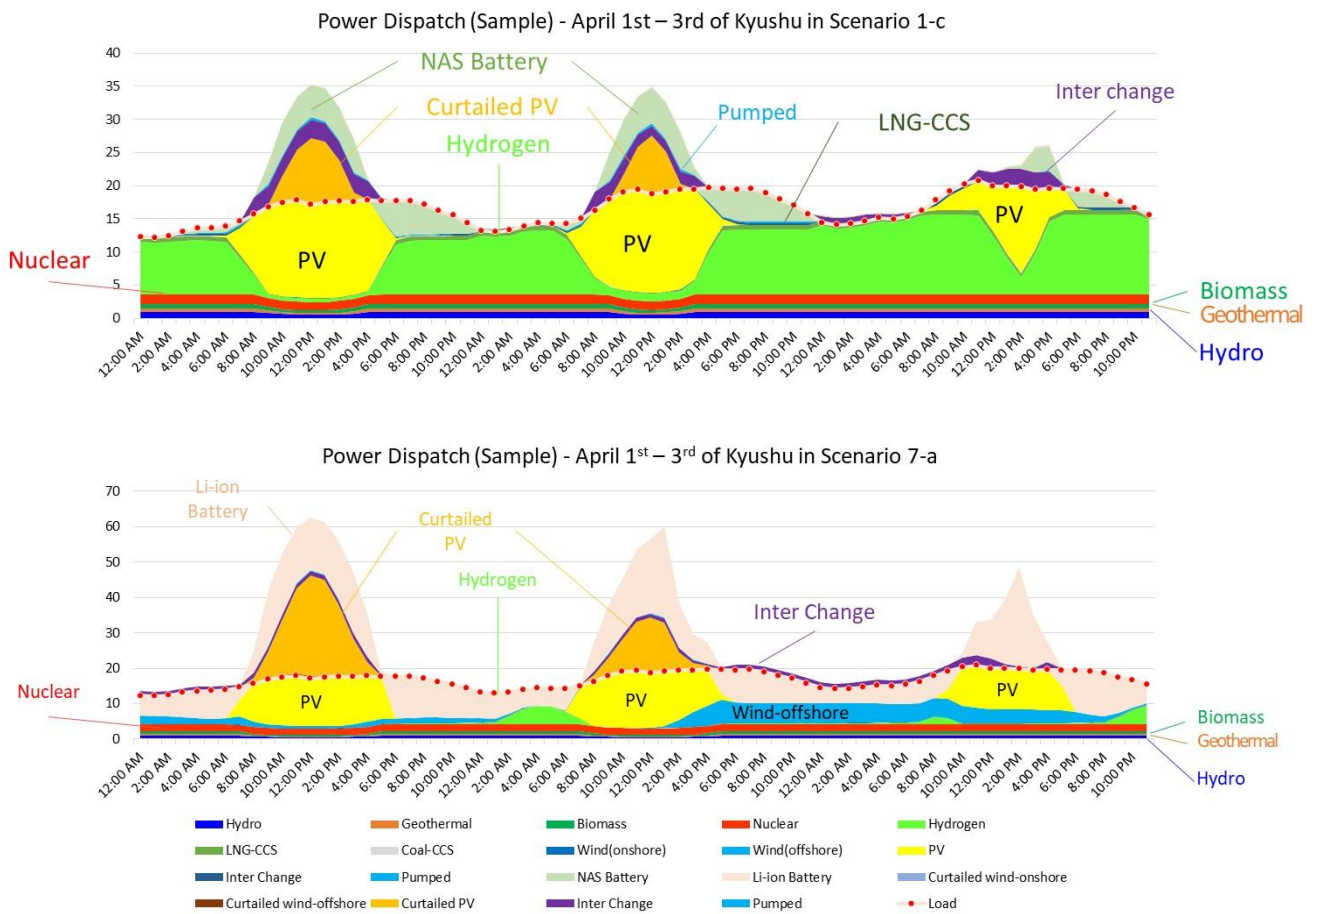 Power Dispatch (Sample) - April 1st – 3rd of Kyushu in Scenario 1-c
40
35
30
25
20
15
10
5
0
NAS Battery
Curtailed PV
Hydrogen
Pumped
LNG-CCS
Inter change
PV
PV
PV
Nuclear
Biomass
Geothermal
Hydro
12:00 AM
2:00 AM
4:00 AM
6:00 AM
8:00 AM
10:00 AM
12:00 PM
2:00 PM
4:00 PM
6:00 PM
8:00 PM
10:00 PM
12:00 AM
2:00 AM
4:00 AM
6:00 AM
8:00 AM
10:00 AM
12:00 PM
2:00 PM
4:00 PM
6:00 PM
8:00 PM
10:00 PM
12:00 AM
2:00 AM
4:00 AM
6:00 AM
8:00 AM
10:00 AM
12:00 PM
2:00 PM
4:00 PM
6:00 PM
8:00 PM
10:00 PM
Power Dispatch (Sample) - April 1st – 3rd of Kyushu in Scenario 7-a
70
60
50
40
30
20
10
0
Li-ion
Battery
Curtailed
PV
Hydrogen
Inter Change
PV
PV
PV
Wind-offshore
Nuclear
Biomass
Geothermal
Hydro
12:00 AM
2:00 AM
4:00 AM
6:00 AM
8:00 AM
10:00 AM
12:00 PM
2:00 PM
4:00 PM
6:00 PM
8:00 PM
10:00 PM
12:00 AM
2:00 AM
4:00 AM
6:00 AM
8:00 AM
10:00 AM
12:00 PM
2:00 PM
4:00 PM
6:00 PM
8:00 PM
10:00 PM
12:00 AM
2:00 AM
4:00 AM
6:00 AM
8:00 AM
10:00 AM
12:00 PM
2:00 PM
4:00 PM
6:00 PM
8:00 PM
10:00 PM
Hydro Geothermal Biomass Nuclear Hydrogen
LNG-CCS Coal-CCS Wind(onshore) Wind(offshore) PV
Inter Change Pumped NAS Battery Li-ion Battery Curtailed wind-onshore
Curtailed wind-offshore Curtailed PV Inter Change Pumped Load